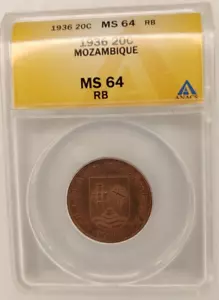 1936 20C MS 64 RB
1936 20C
MOZAMBIQUE
MS 64
RB
ANACS